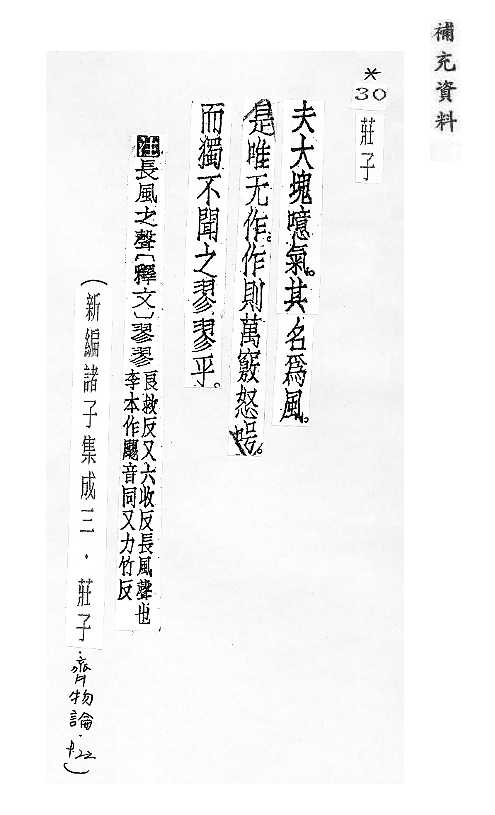 補充資料
*
30
莊子
夫大塊噫氣。其名為風。
是唯无作。作則萬竅怒呺。
而獨不聞之翏翏乎。
注長風之聲〔釋文〕翏翏
良救反又六收反長風聲也
李本作飂音同又力竹反
(新編諸子集成三．莊子．齊物論．P.22)